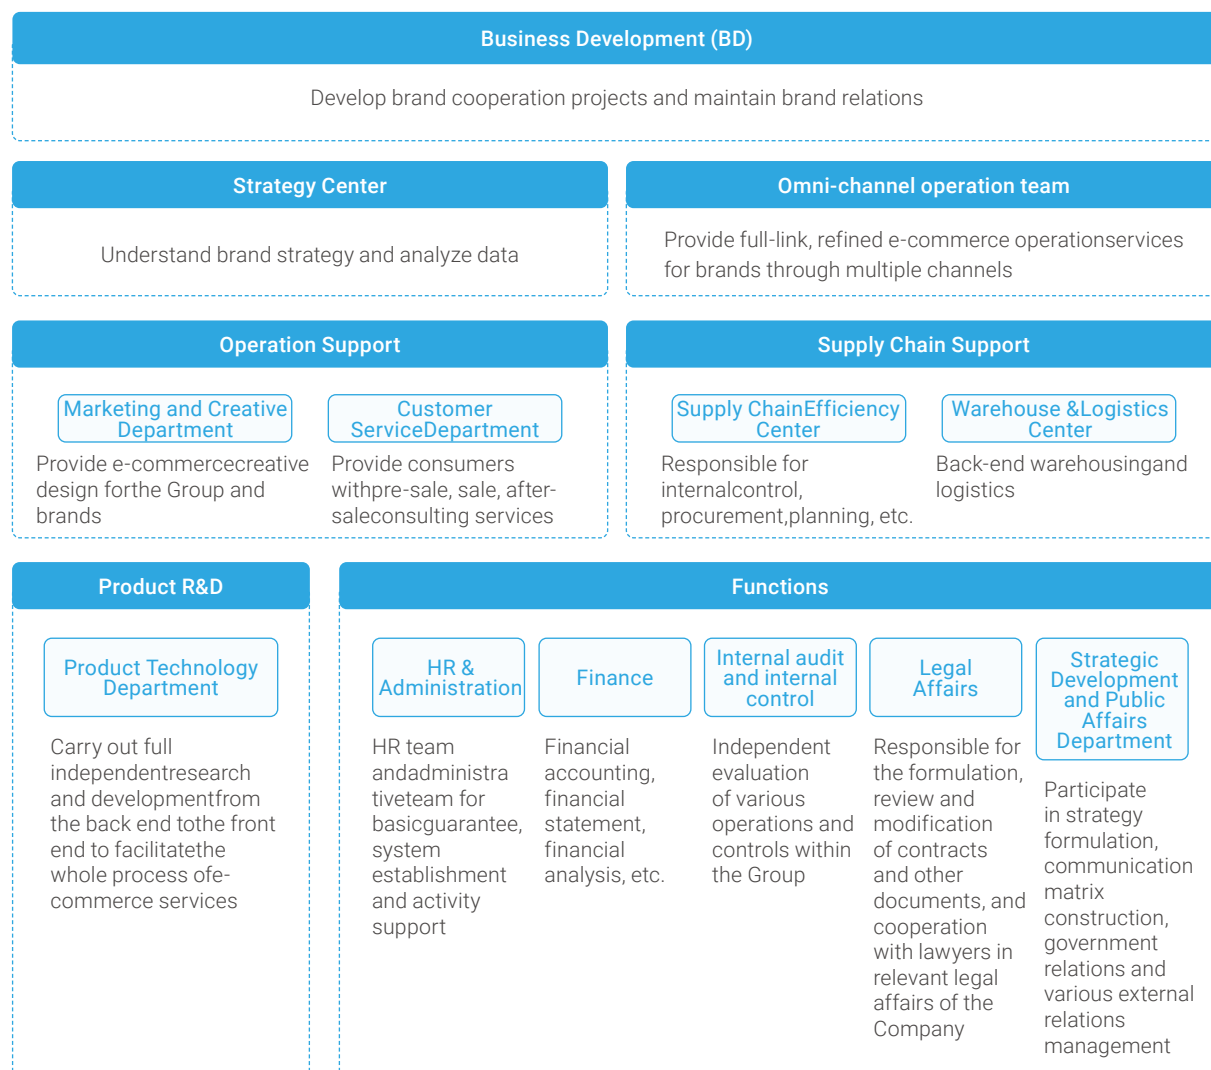 Business Development (BD)
Develop brand cooperation projects and maintain brand relations
Strategy Center
Understand brand strategy and analyze data
Omni-channel operation team
Provide full-link, refined e-commerce operationservices
for brands through multiple channels
Operation Support
Marketing and Creative
Department
Provide e-commercecreative
design forthe Group and
brands
Customer
ServiceDepartment
Provide consumers
withpre-sale, sale, after-
saleconsulting services
Supply Chain Support
Supply ChainEfficiency
Center
Responsible for
internalcontrol,
procurement,planning, etc.
Warehouse &Logistics
Center
Back-end warehousingand
logistics
Product R&D
Product Technology
Department
Carry out full
independentresearch
and developmentfrom
the back end tothe front
end to facilitatethe
whole process ofe-
commerce services
Functions
HR &
Administration
HR team
andadministra
tiveteam for
basicguarantee,
system
establishment
and activity
support
Finance
Financial
accounting,
financial
statement,
financial
analysis, etc.
Internal audit
and internal
control
Independent
evaluation
of various
operations and
controls within
the Group
Legal
Affairs
Responsible for
the formulation,
review and
modification
of contracts
and other
documents, and
cooperation
with lawyers in
relevant legal
affairs of the
Company
Strategic
Development
and Public
Affairs
Department
Participate
in strategy
formulation,
communication
matrix
construction,
government
relations and
various external
relations
management